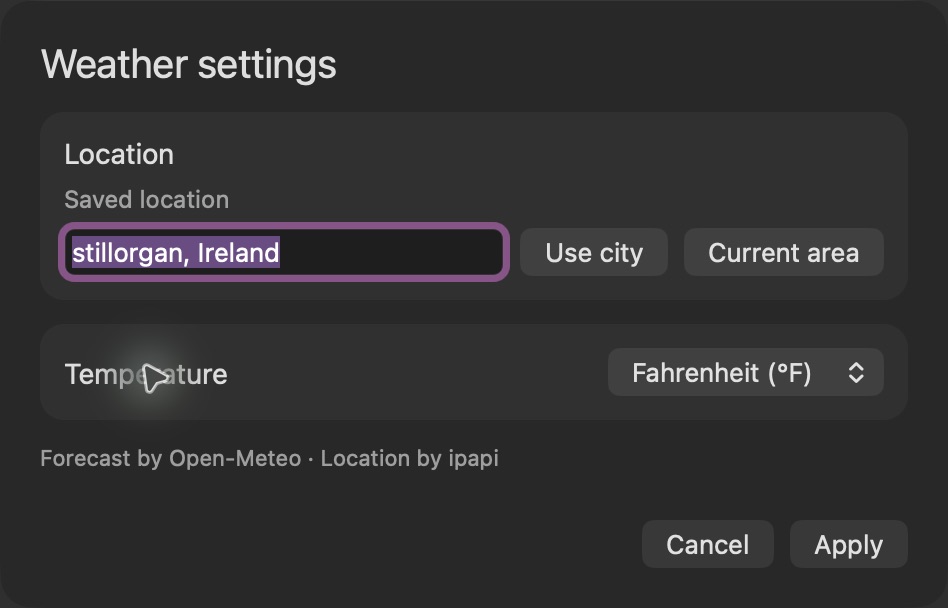 Weather settings
Location
Saved location
stillorgan, Ireland
Use city
Current area
Temperature
Fahrenheit (°F)
Forecast by Open-Meteo · Location by ipapi
Cancel
Apply